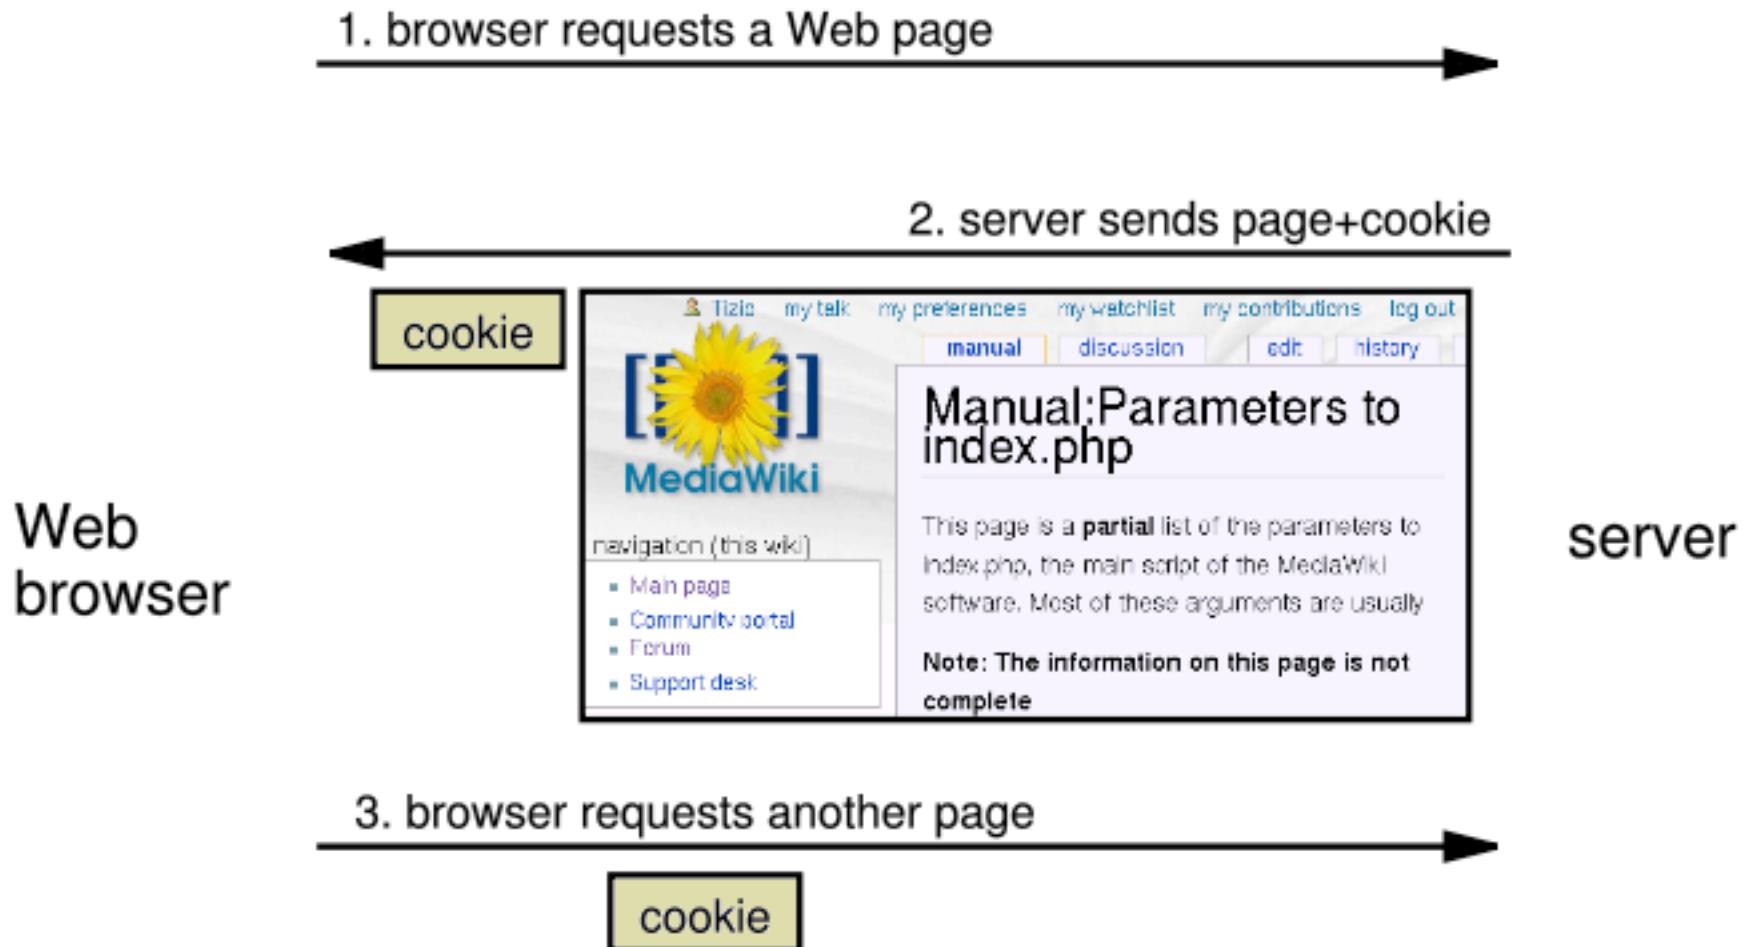 1. browser requests a Web page
2. server sends page+cookie
cookie
Tizio my talk my preferences my watchlist my contributions log out
manual discussion edit history
[[ ]]
MediaWiki
Manual:Parameters to
index.php
This page is a partial list of the parameters to
index.php, the main script of the MediaWiki
software. Most of these arguments are usually
Note: The information on this page is not
complete
navigation (this wiki)
Main page
Community portal
Forum
Support desk
Web
browser
server
3. browser requests another page
cookie